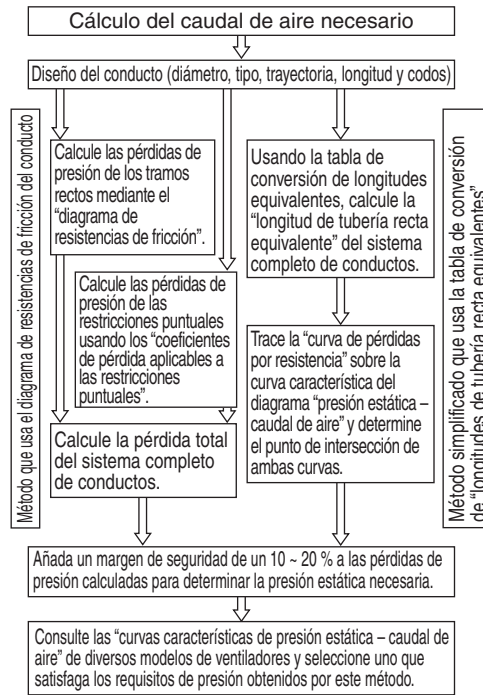 Cálculo del caudal de aire necesario
Diseño del conducto (diámetro, tipo, trayectoria, longitud y codos)
Método que usa el diagrama de resistencias de fricción del conducto
Calcule las pérdidas de
presión de los tramos
rectos mediante el
“diagrama de
resistencias de fricción”.
Calcule las pérdidas de
presión de las
restricciones puntuales
usando los “coeficientes
de pérdida aplicables a
las restricciones
puntuales”.
Calcule la pérdida total
del sistema completo
de conductos.
Usando la tabla de
conversión de longitudes
equivalentes, calcule la
“longitud de tubería recta
equivalente” del sistema
completo de conductos.
Trace la “curva de pérdidas
por resistencia” sobre la
curva característica del
diagrama “presión estática –
caudal de aire” y determine
el punto de intersección de
ambas curvas.
Método simplificado que usa la tabla de conversión
de “longitudes de tubería recta equivalentes”
Añada un margen de seguridad de un 10 ~ 20 % a las pérdidas de
presión calculadas para determinar la presión estática necesaria.
Consulte las “curvas características de presión estática – caudal de
aire” de diversos modelos de ventiladores y seleccione uno que
satisfaga los requisitos de presión obtenidos por este método.